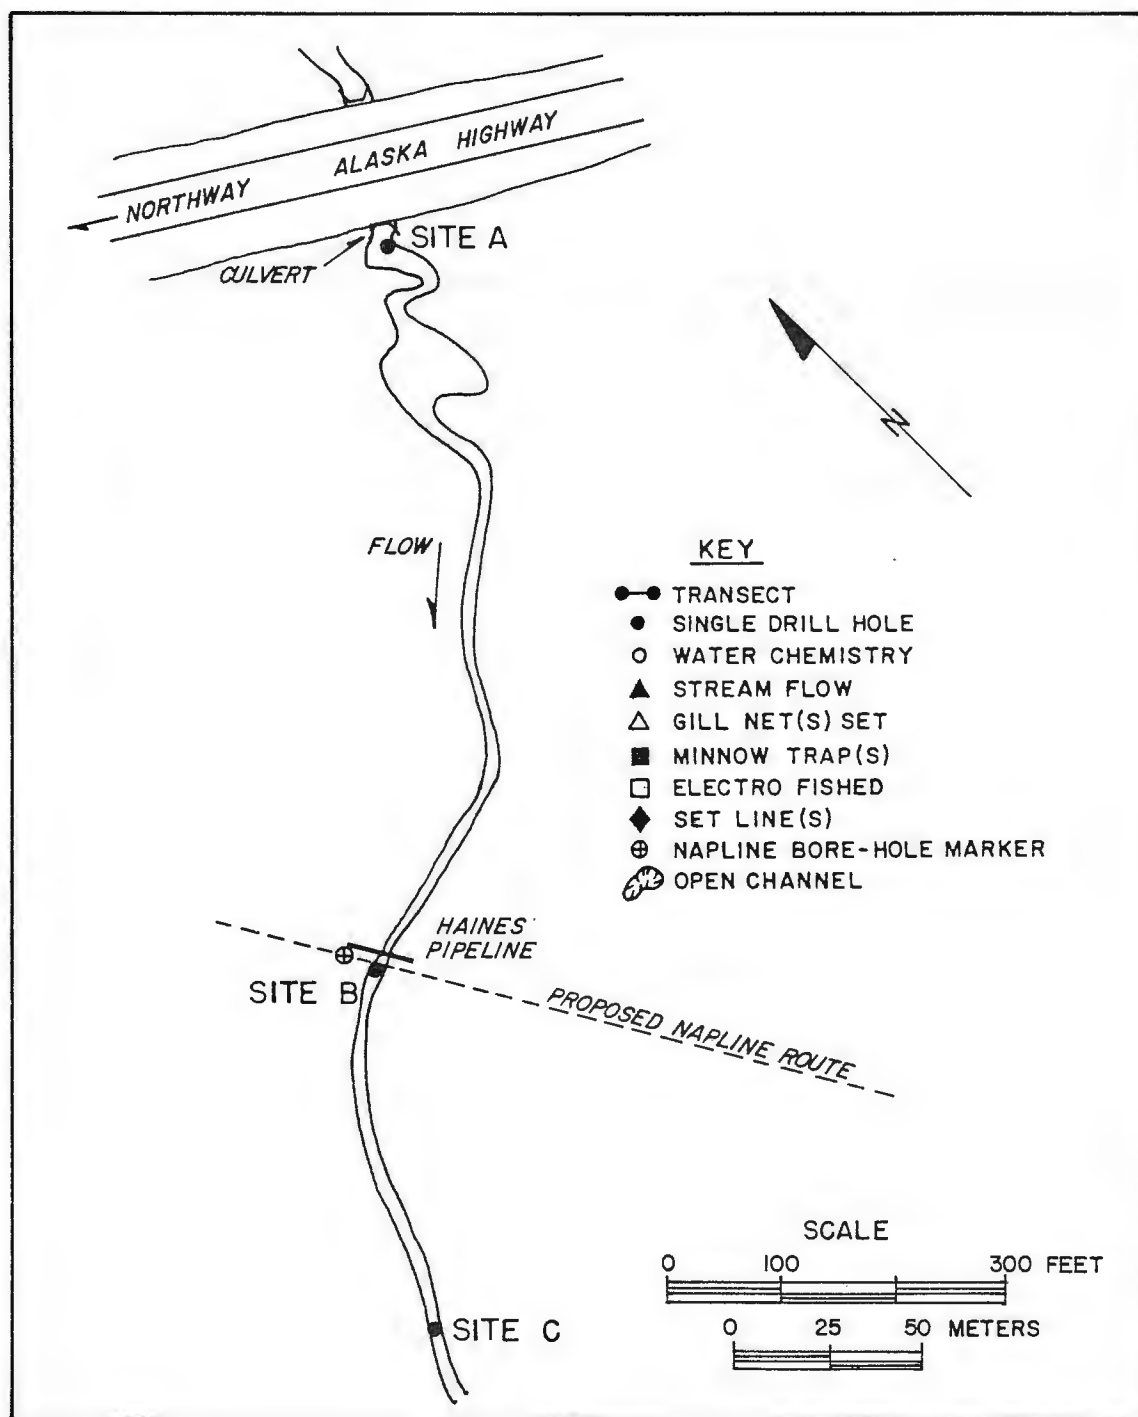 ALASKA HIGHWAY
NORTHWAY
SITE A
CULVERT
N
FLOW
KEY
TRANSECT
SINGLE DRILL HOLE
WATER CHEMISTRY
STREAM FLOW
GILL NET(S) SET
MINNOW TRAP(S)
ELECTRO FISHED
SET LINE(S)
NAPLINE BORE-HOLE MARKER
OPEN CHANNEL
HAINES
PIPELINE
SITE B
PROPOSED NAPLINE ROUTE
SCALE
0 100 300 FEET
0 25 50 METERS
SITE C